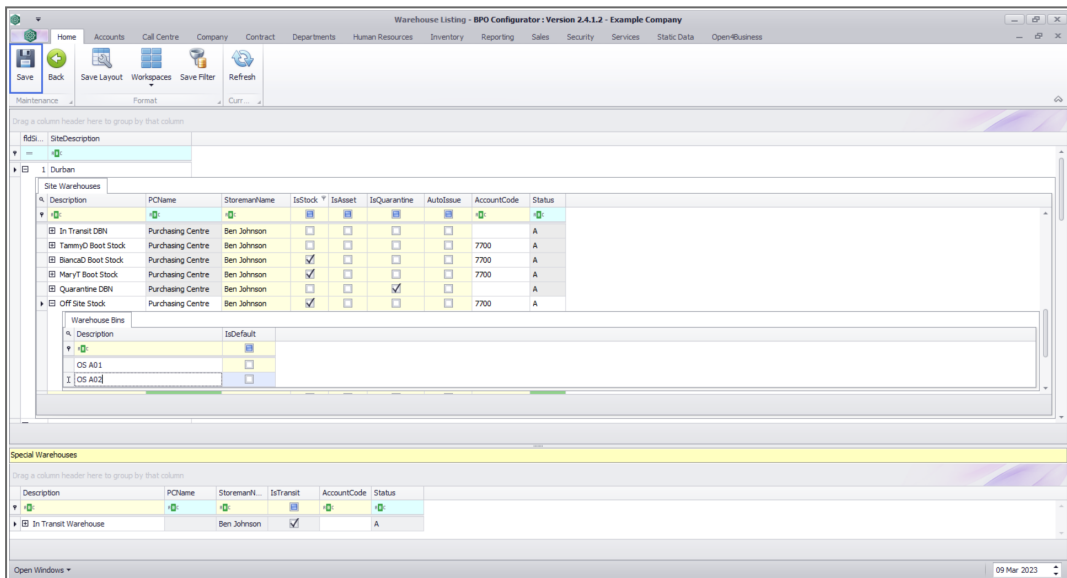 Warehouse Listing - BPO Configurator : Version 2.4.1.2 - Example Company
Home Accounts Call Centre Company Contract Departments Human Resources Inventory Reporting Sales Security Services Static Data Open4Business
Save Back Save Layout Workspaces Save Filter Refresh
Maintenance Format Curr...
Drag a column header here to group by that column
fldSi... SiteDescription
1 Durban
Site Warehouses
Description PCName StoremanName IsStock IsAsset IsQuarantine AutoIssue AccountCode Status
In Transit DBN Purchasing Centre Ben Johnson A
TammyD Boot Stock Purchasing Centre Ben Johnson 7700 A
BiancaD Boot Stock Purchasing Centre Ben Johnson 7700 A
MaryT Boot Stock Purchasing Centre Ben Johnson 7700 A
Quarantine DBN Purchasing Centre Ben Johnson A
Off Site Stock Purchasing Centre Ben Johnson 7700 A
Warehouse Bins
Description IsDefault
OS A01
OS A02
Special Warehouses
Drag a column header here to group by that column
Description PCName StoremanN... IsTransit AccountCode Status
In Transit Warehouse Ben Johnson A
Open Windows 09 Mar 2023